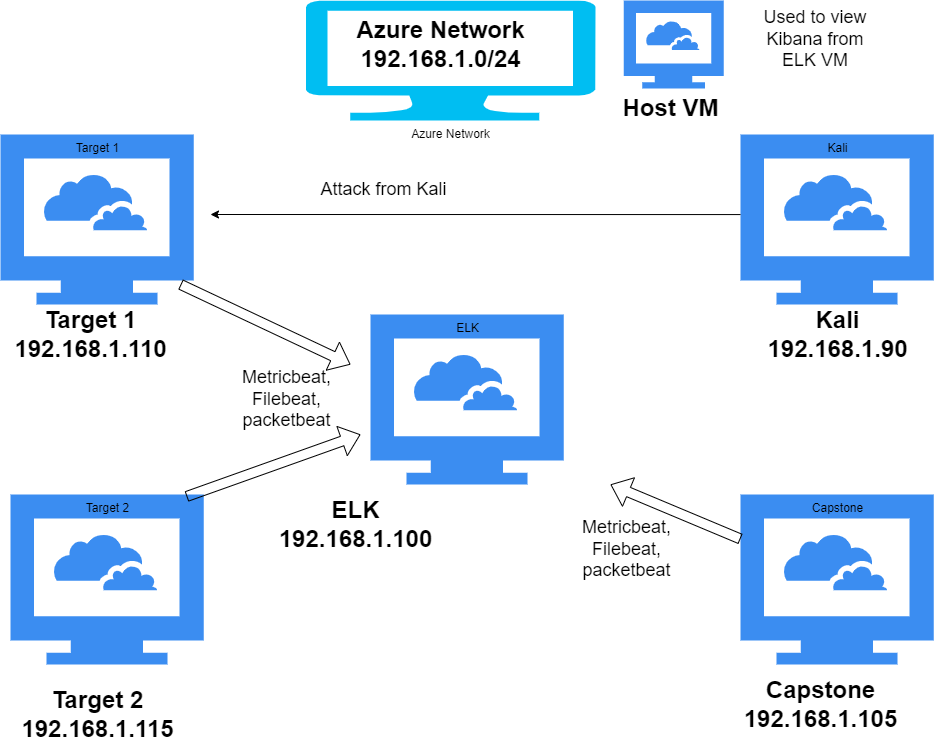 Azure Network
192.168.1.0/24
Azure Network
Host VM
Used to view
Kibana from
ELK VM
Target 1
Target 1
192.168.1.110
Attack from Kali
Kali
Kali
192.168.1.90
Metricbeat,
Filebeat,
packetbeat
ELK
ELK
192.168.1.100
Target 2
Target 2
192.168.1.115
Metricbeat,
Filebeat,
packetbeat
Capstone
Capstone
192.168.1.105